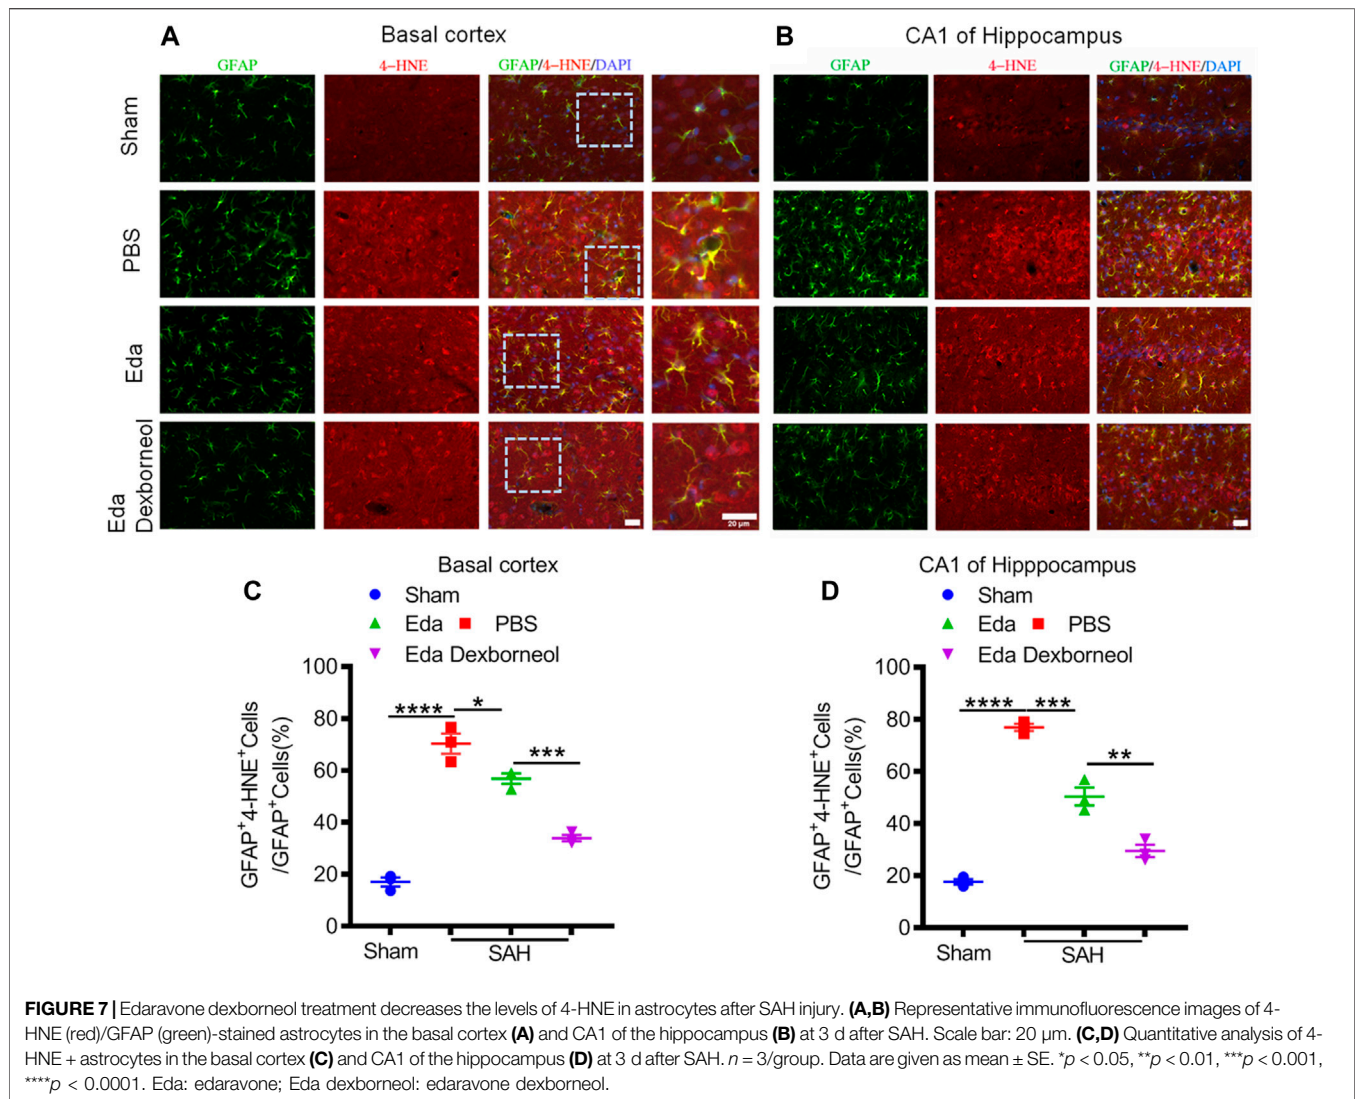 A Basal cortex
B CA1 of Hippocampus
GFAP 4-HNE GFAP/4-HNE/DAPI
GFAP 4-HNE GFAP/4-HNE/DAPI
Sham
PBS
Eda
Eda
Dexborneol
20 µm
C Basal cortex
Sham
Eda PBS
Eda Dexborneol
GFAP+4-HNE+Cells
/GFAP+Cells(%)
100
80
60
40
20
0
****
*
***
Sham SAH
D CA1 of Hipppocampus
Sham
Eda PBS
Eda Dexborneol
GFAP+4-HNE+Cells
/GFAP+Cells(%)
100
80
60
40
20
0
****
***
**
Sham SAH
FIGURE 7 | Edaravone dexborneol treatment decreases the levels of 4-HNE in astrocytes after SAH injury. (A,B) Representative immunofluorescence images of 4-
HNE (red)/GFAP (green)-stained astrocytes in the basal cortex (A) and CA1 of the hippocampus (B) at 3 d after SAH. Scale bar: 20 µm. (C,D) Quantitative analysis of 4-
HNE + astrocytes in the basal cortex (C) and CA1 of the hippocampus (D) at 3 d after SAH. n = 3/group. Data are given as mean ± SE. *p < 0.05, **p < 0.01, ***p < 0.001,
****p < 0.0001. Eda: edaravone; Eda dexborneol: edaravone dexborneol.